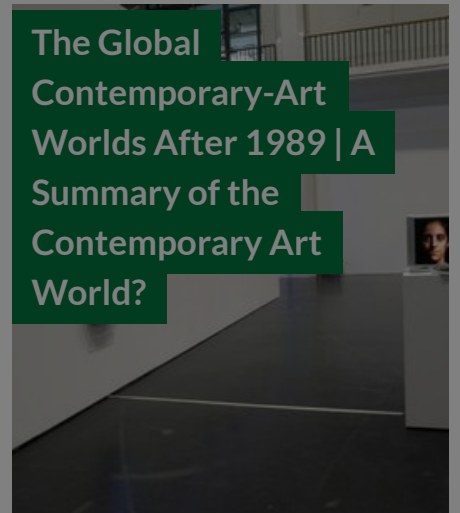 The Global
Contemporary-Art
Worlds After 1989 | A
Summary of the
Contemporary Art
World?